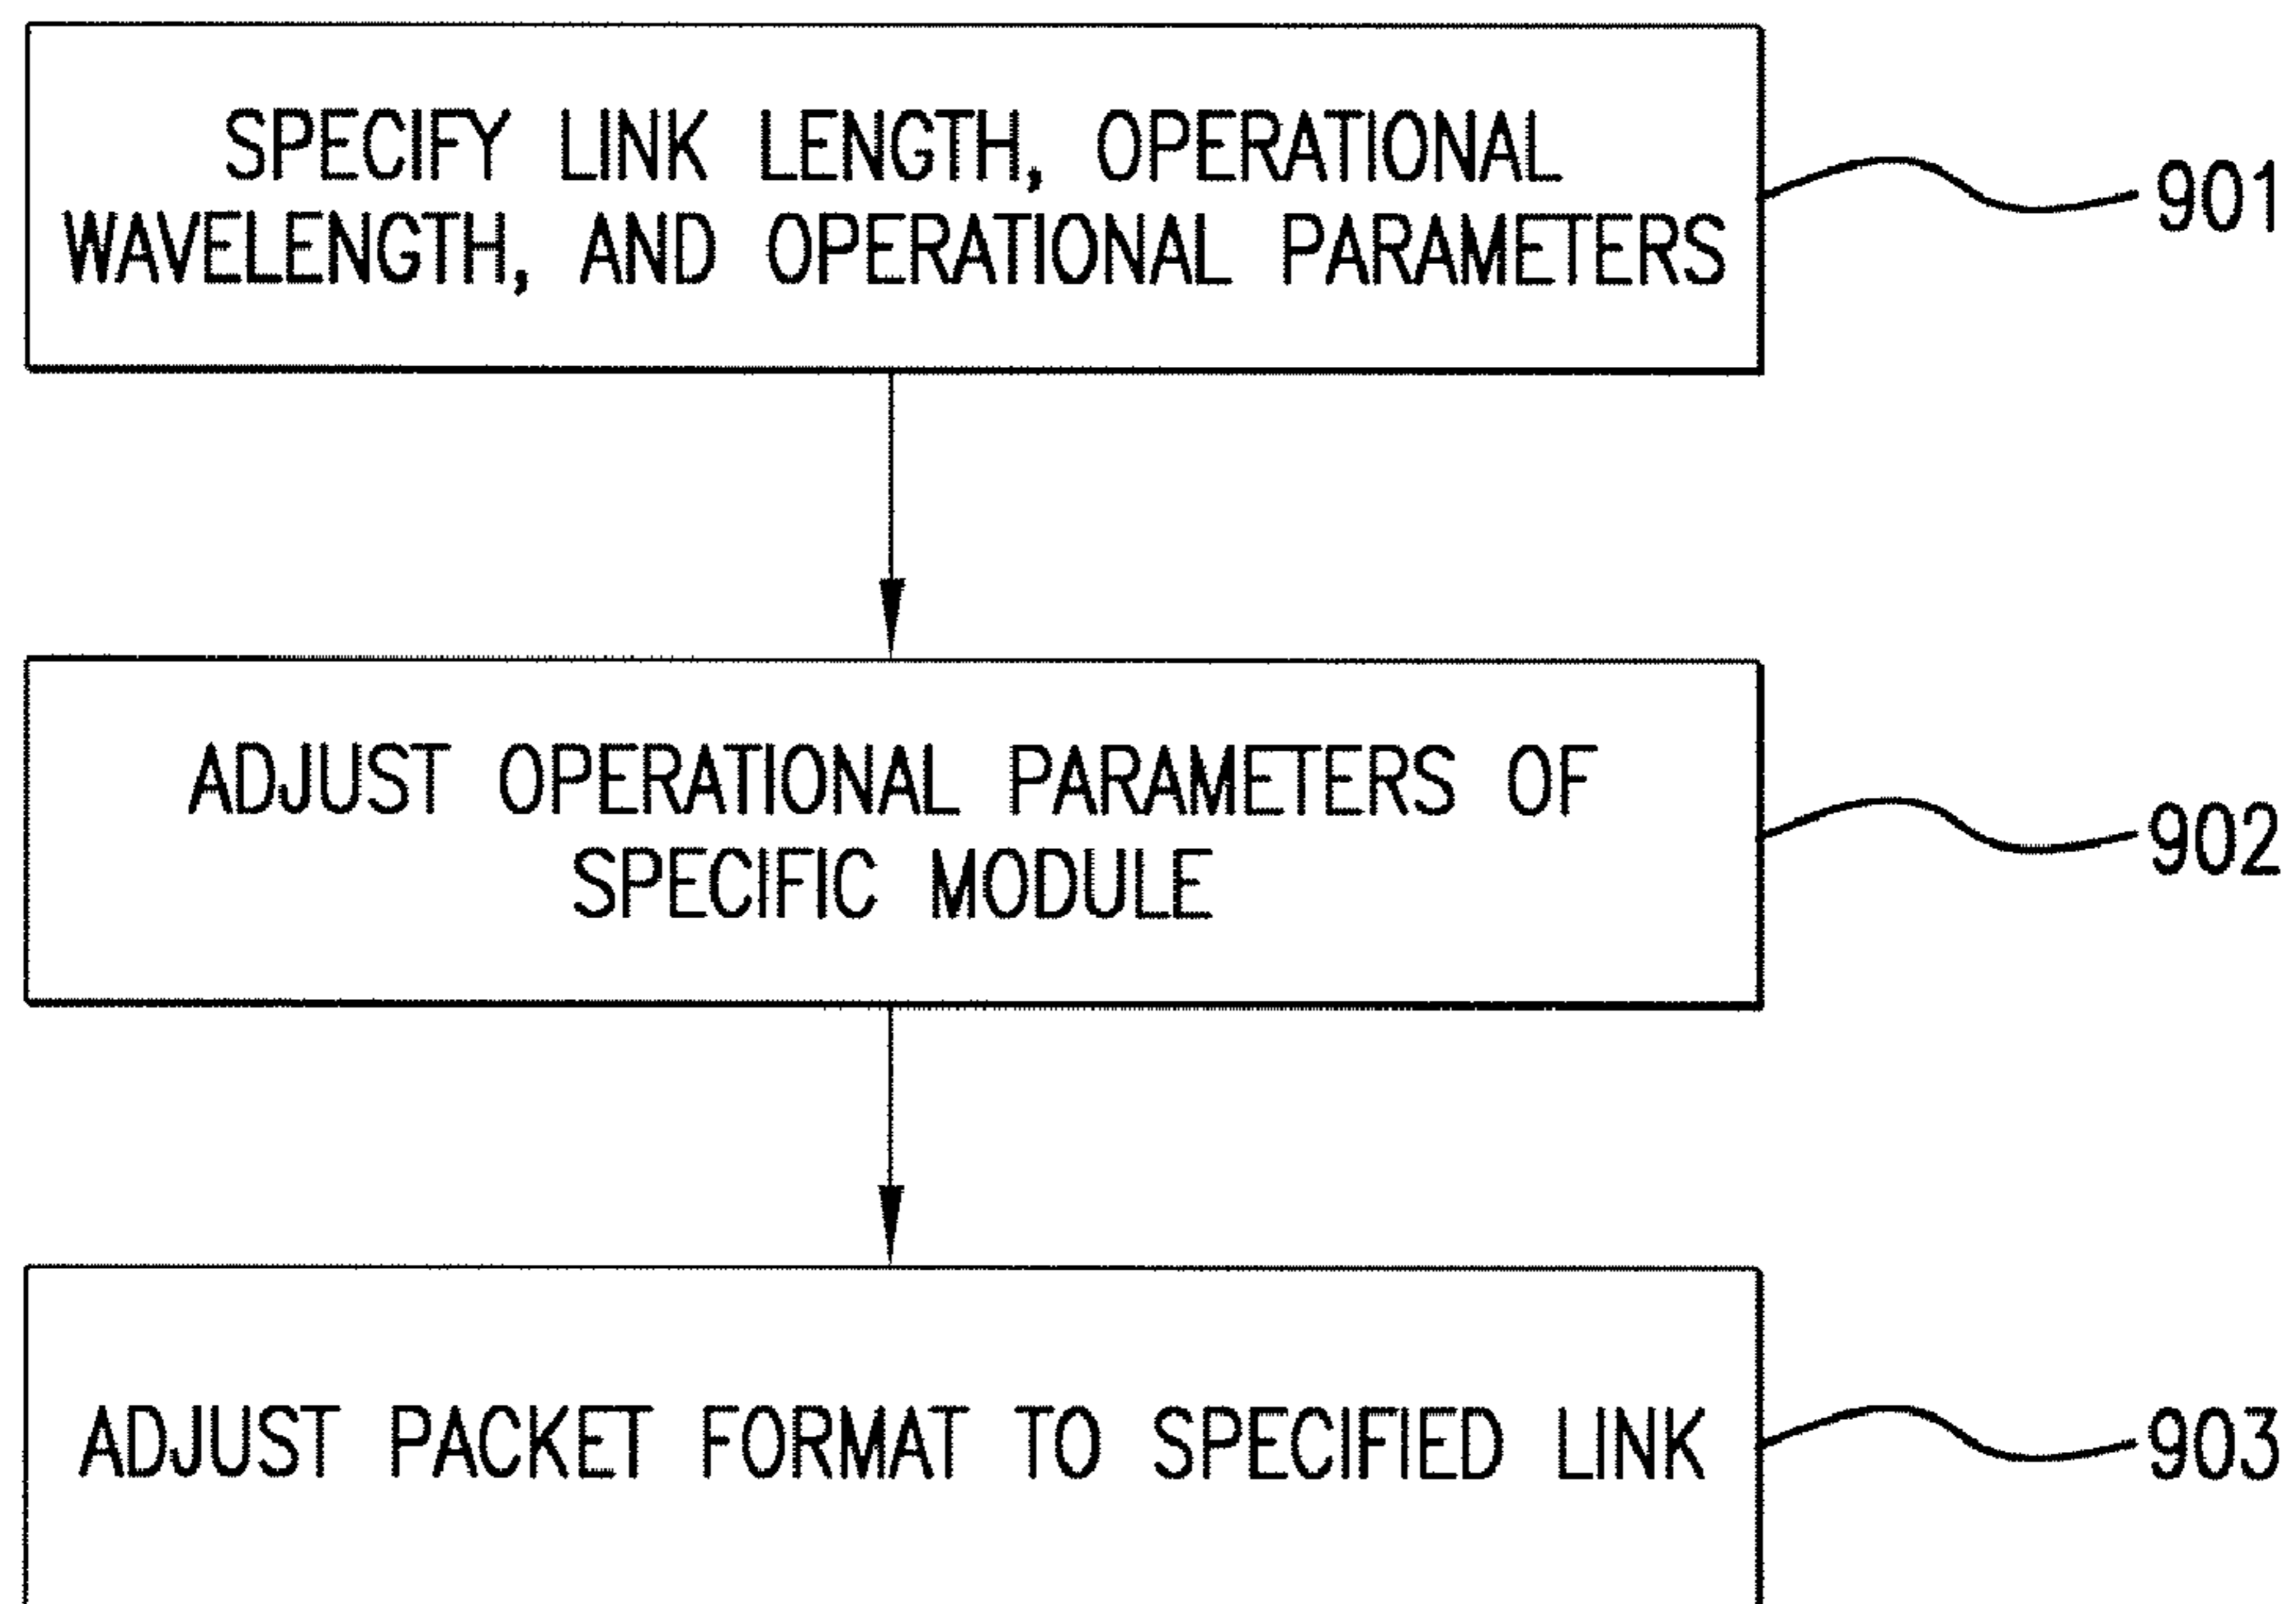 SPECIFY LINK LENGTH, OPERATIONAL
WAVELENGTH, AND OPERATIONAL PARAMETERS
901
ADJUST OPERATIONAL PARAMETERS OF
SPECIFIC MODULE
902
ADJUST PACKET FORMAT TO SPECIFIED LINK
903